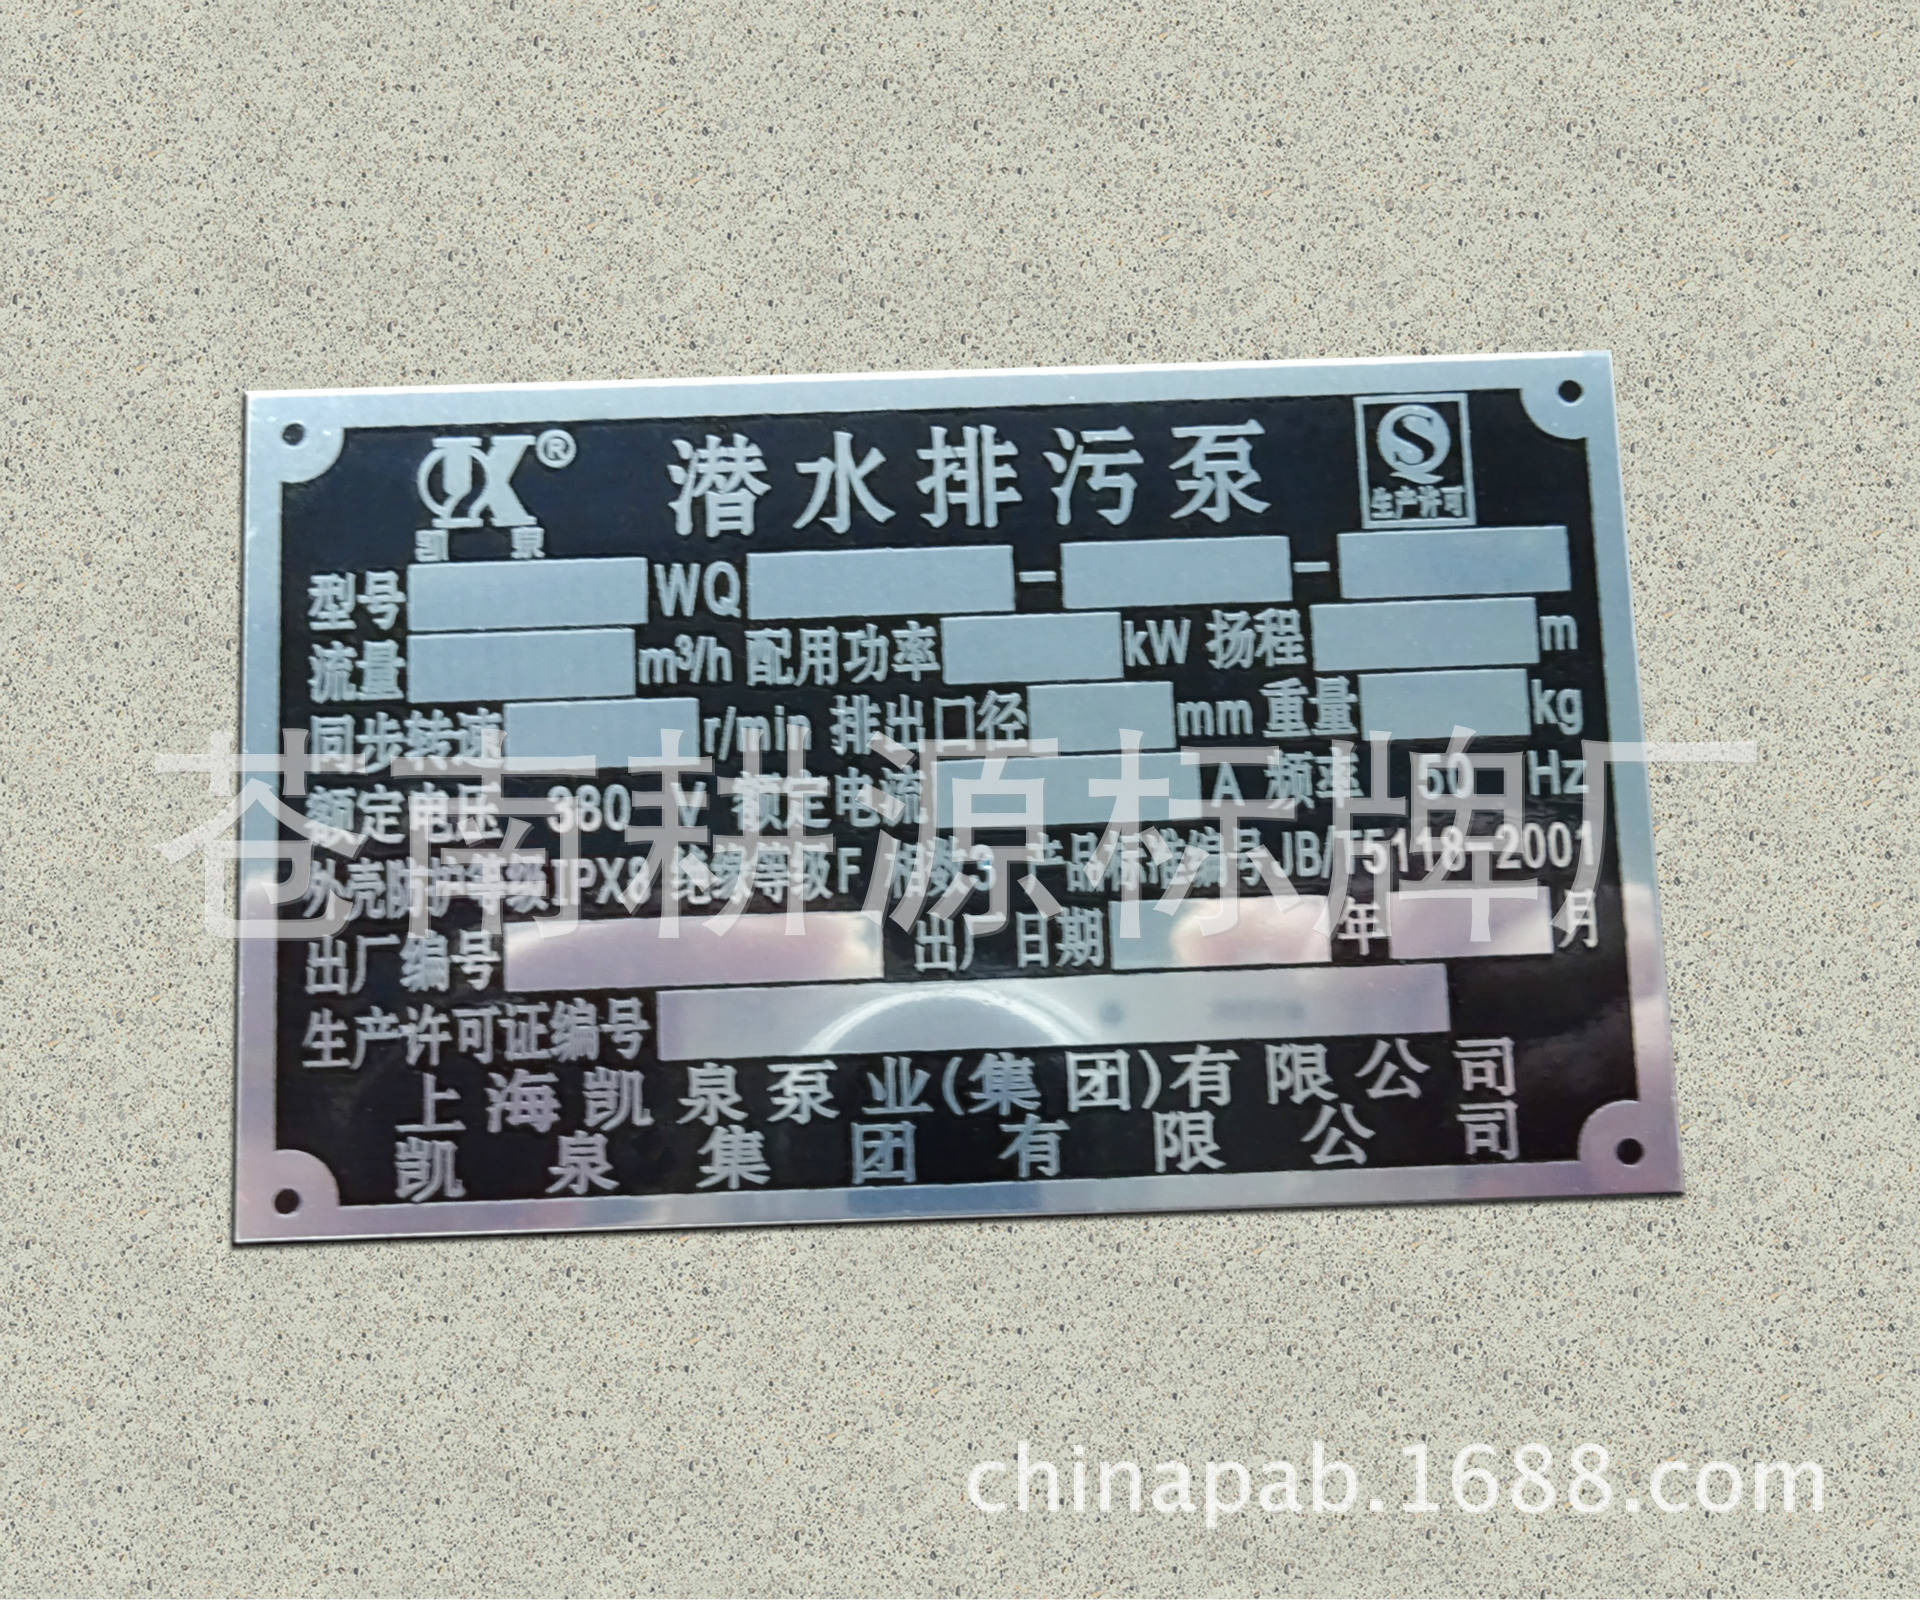 ® 潜水排污泵
凯泉 生产许可
型号 WQ - -
流量 m³/h 配用功率 kW 扬程 m
同步转速 r/min 排出口径 mm 重量 kg
额定电压 380 V 额定电流 A 频率 50 Hz
外壳防护等级IPX8 绝缘等级F 相数3 产品标准编号JB/T5118-2001
出厂编号 出厂日期 年 月
生产许可证编号
上海凯泉泵业(集团)有限公司
凯泉集团有限公司
苍南耕源标牌厂
chinapab.1688.com